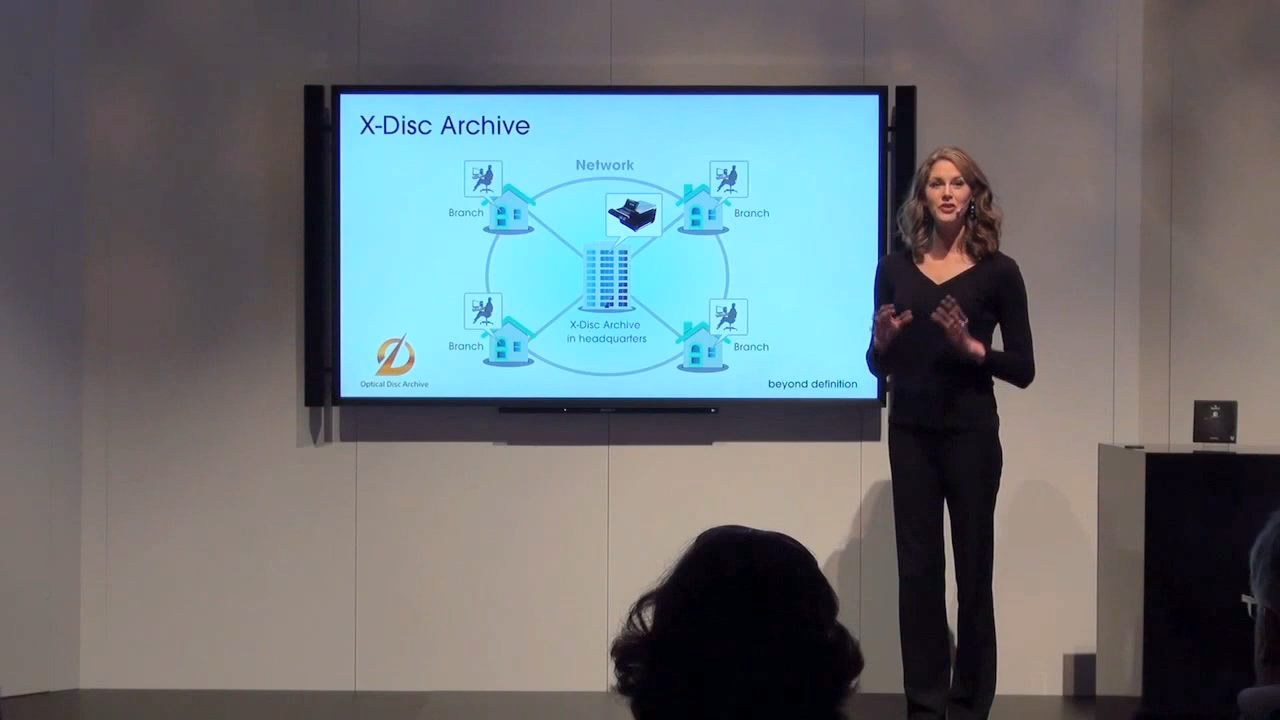 X-Disc Archive
Network
Branch
Branch
X-Disc Archive
in headquarters
Branch
Branch
Optical Disc Archive
beyond definition